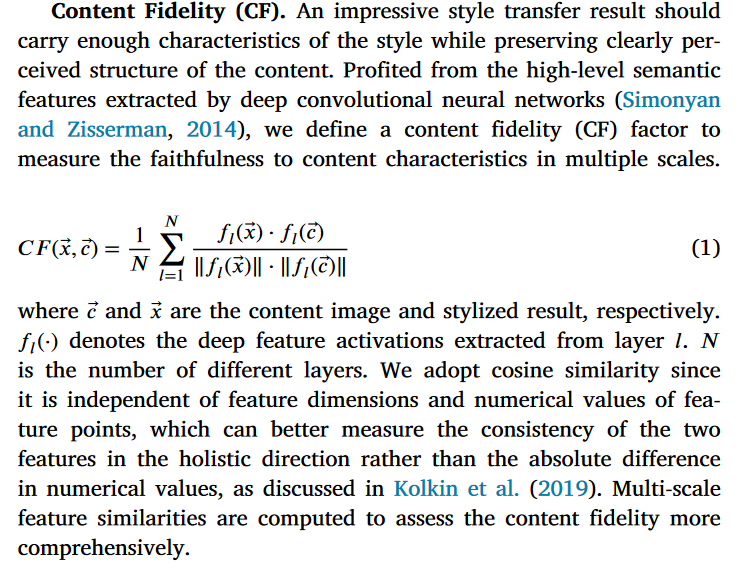 Content Fidelity (CF). An impressive style transfer result should
carry enough characteristics of the style while preserving clearly per-
ceived structure of the content. Profited from the high-level semantic
features extracted by deep convolutional neural networks (Simonyan
and Zisserman, 2014), we define a content fidelity (CF) factor to
measure the faithfulness to content characteristics in multiple scales.
$CF(\vec{x}, \vec{c}) = \frac{1}{N} \sum_{l=1}^{N} \frac{f_l(\vec{x}) \cdot f_l(\vec{c})}{\|f_l(\vec{x})\| \cdot \|f_l(\vec{c})\|}$ (1)
where $\vec{c}$ and $\vec{x}$ are the content image and stylized result, respectively.
$f_l(\cdot)$ denotes the deep feature activations extracted from layer $l$. $N$
is the number of different layers. We adopt cosine similarity since
it is independent of feature dimensions and numerical values of fea-
ture points, which can better measure the consistency of the two
features in the holistic direction rather than the absolute difference
in numerical values, as discussed in Kolkin et al. (2019). Multi-scale
feature similarities are computed to assess the content fidelity more
comprehensively.